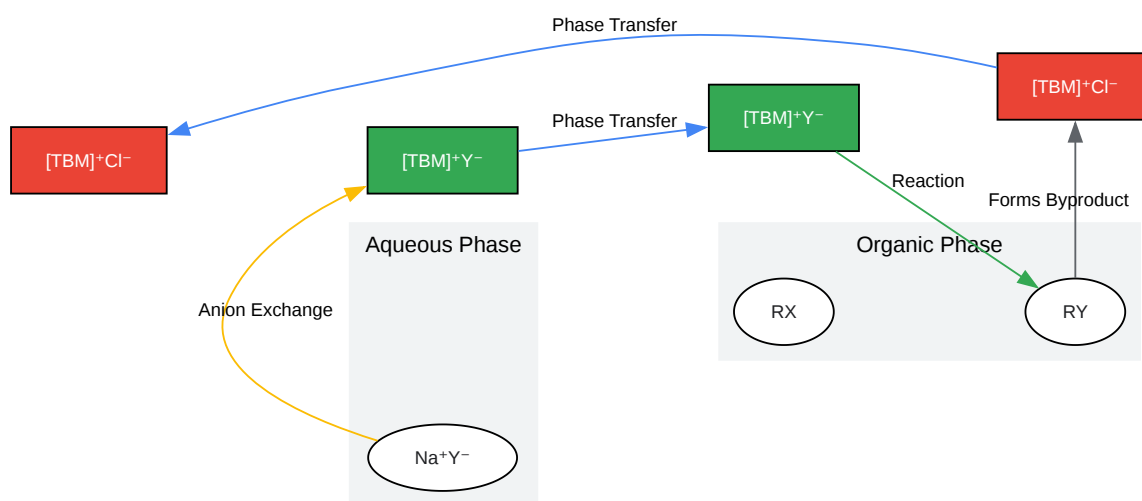 Phase Transfer
[TBM]⁺Cl⁻
[TBM]⁺Y⁻
Phase Transfer
[TBM]⁺Cl⁻
[TBM]⁺Y⁻
Reaction
Forms Byproduct
Aqueous Phase
Organic Phase
Anion Exchange
RX
RY
Na⁺Y⁻